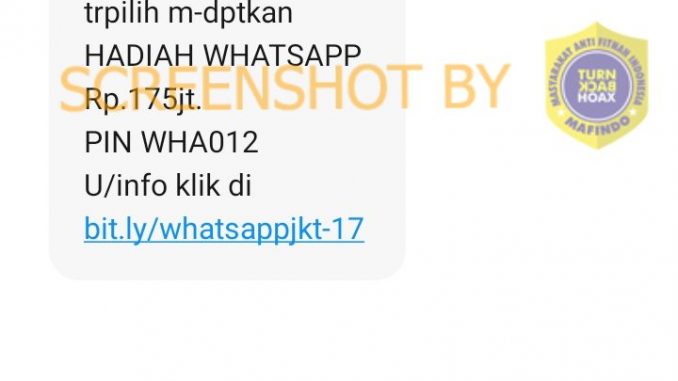 trpilih m-dptkan
HADIAH WHATSAPP
SCREENSHOT BY
Rp.175jt.
PIN WHA012
U/info klik di
bit.ly/whatsappjkt-17
MASYARAKAT ANTI FITNAH INDONESIA
TURN
BACK
HOAX
MAFINDO